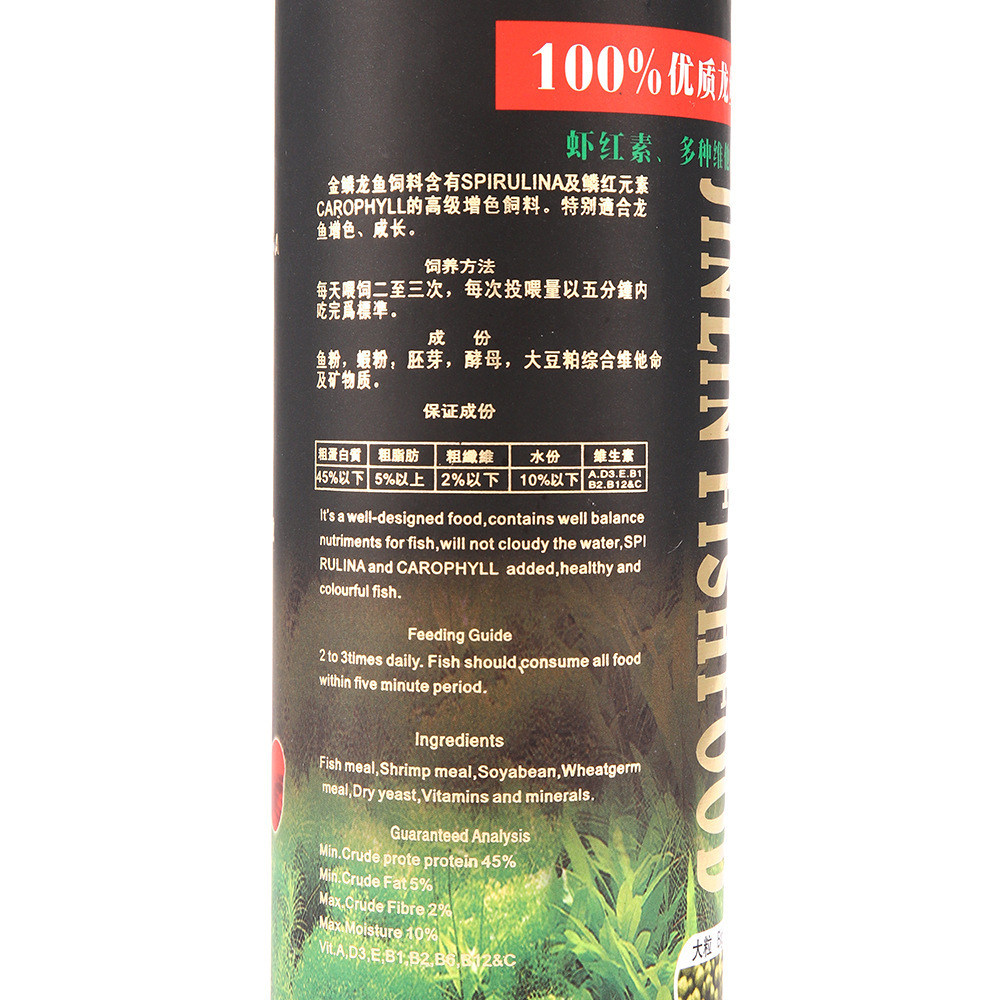 100%优质龙
虾红素、多种维他
金鳞龙鱼饲料含有SPIRULINA及鳞红元素
CAROPHYLL的高级增色飼料。特别適合龙
鱼增色、成长。
饲养方法
每天喂饲二至三次，每次投喂量以五分鐘内
吃完爲標準。
成 份
鱼粉，蝦粉，胚芽，酵母，大豆粕综合维他命
及矿物质。
保证成份
粗蛋白質 粗脂肪 粗纖維 水份 維生素
45%以下 5%以上 2%以下 10%以下 A.D3.E.B1
B2.B12&C
It's a well-designed food,contains well balance
nutriments for fish,will not cloudy the water,SPI
RULINA and CAROPHYLL added,healthy and
colourful fish.
Feeding Guide
2 to 3times daily. Fish should,consume all food
within five minute period.
Ingredients
Fish meal,Shrimp meal,Soyabean,Wheatgerm
meal,Dry yeast,Vitamins and minerals.
Guaranteed Analysis
Min.Crude prote protein 45%
Min.Crude Fat 5%
Max.Crude Fibre 2%
Max.Moisture 10%
Vit.A,D3,E,B1,B2,B6,B12&C
JINLIN FISHFOOD
大粒